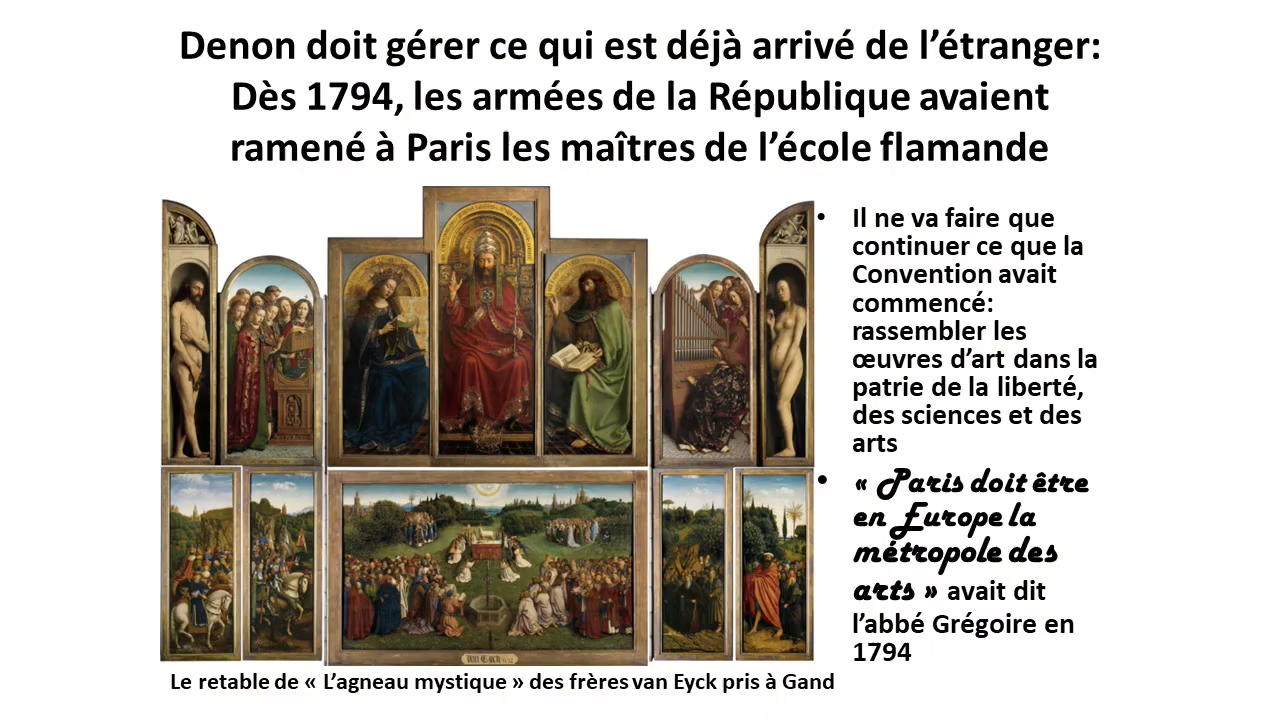 Denon doit gérer ce qui est déjà arrivé de l’étranger:
Dès 1794, les armées de la République avaient
ramené à Paris les maîtres de l’école flamande
• Il ne va faire que
continuer ce que la
Convention avait
commencé:
rassembler les
œuvres d’art dans la
patrie de la liberté,
des sciences et des
arts
• « Paris doit être
en Europe la
métropole des
arts » avait dit
l’abbé Grégoire en
1794
Le retable de « L’agneau mystique » des frères van Eyck pris à Gand